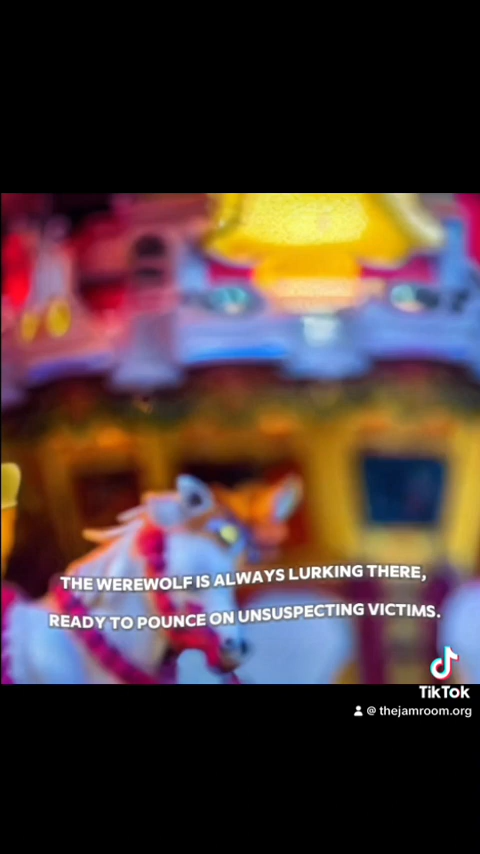 THE WEREWOLF IS ALWAYS LURKING THERE,
READY TO POUNCE ON UNSUSPECTING VICTIMS.
TikTok
@ thejamroom.org